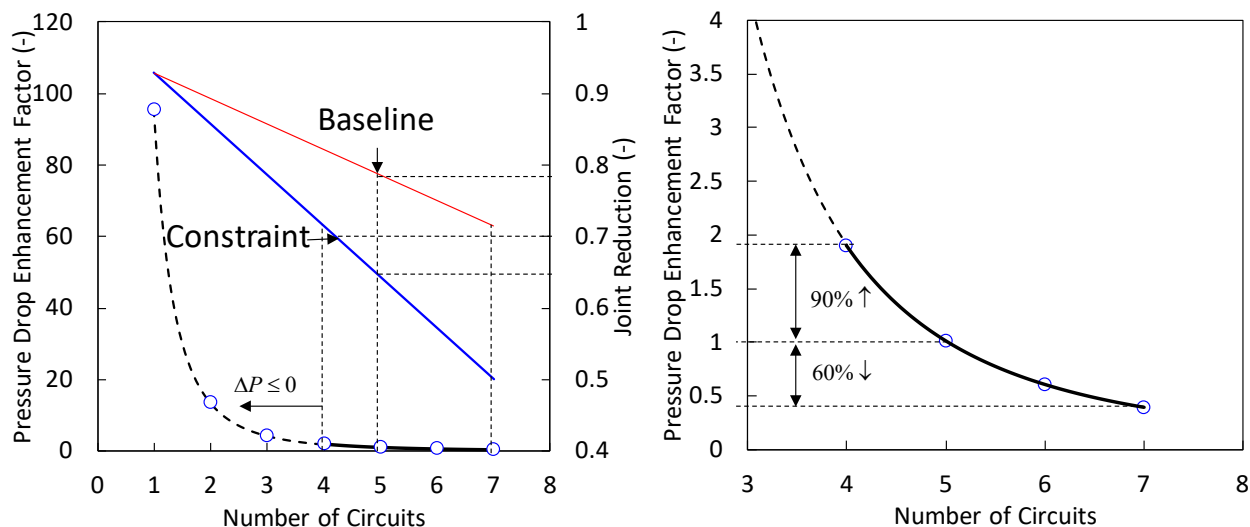 Pressure Drop Enhancement Factor (-)
120
100
80
60
40
20
0
0 1 2 3 4 5 6 7 8
Number of Circuits
1
0.9
0.8
0.7
0.6
0.5
0.4
Joint Reduction (-)
Baseline
Constraint
ΔP ≤ 0
Pressure Drop Enhancement Factor (-)
4
3.5
3
2.5
2
1.5
1
0.5
0
3 4 5 6 7 8
Number of Circuits
90% ↑
60% ↓